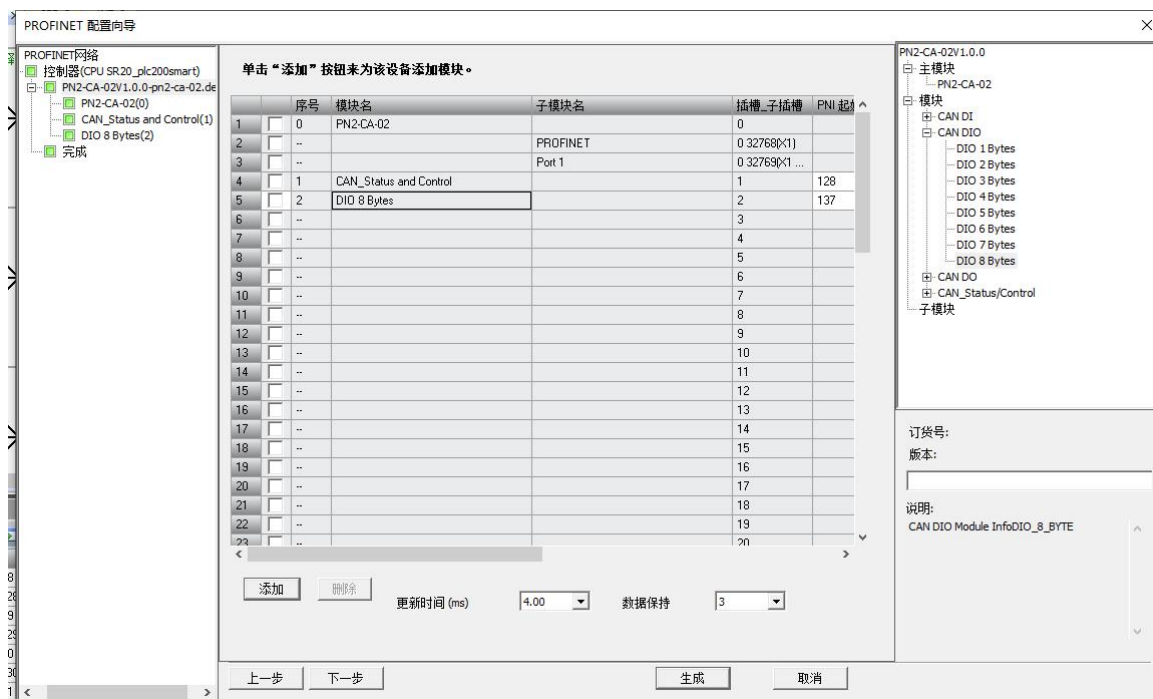 PROFINET 配置向导
PROFINET网络
控制器(CPU SR20_plc200smart)
PN2-CA-02V1.0.0-pn2-ca-02.de
PN2-CA-02(0)
CAN_Status and Control(1)
DIO 8 Bytes(2)
完成
单击“添加”按钮来为该设备添加模块。
序号 模块名 子模块名 插槽_子插槽 PNI 起始
1 0 PN2-CA-02 0
2 -- PROFINET 0 32768(X1)
3 -- Port 1 0 32769(X1 ...
4 1 CAN_Status and Control 1 128
5 2 DIO 8 Bytes 2 137
6 -- 3
7 -- 4
8 -- 5
9 -- 6
10 -- 7
11 -- 8
12 -- 9
13 -- 10
14 -- 11
15 -- 12
16 -- 13
17 -- 14
18 -- 15
19 -- 16
20 -- 17
21 -- 18
22 -- 19
23 -- 20
添加 删除 更新时间 (ms) 4.00 数据保持 3
上一步 下一步 生成 取消
PN2-CA-02V1.0.0
主模块
PN2-CA-02
模块
CAN DI
CAN DIO
DIO 1 Bytes
DIO 2 Bytes
DIO 3 Bytes
DIO 4 Bytes
DIO 5 Bytes
DIO 6 Bytes
DIO 7 Bytes
DIO 8 Bytes
CAN DO
CAN_Status/Control
子模块
订货号:
版本:
说明:
CAN DIO Module InfoDIO_8_BYTE